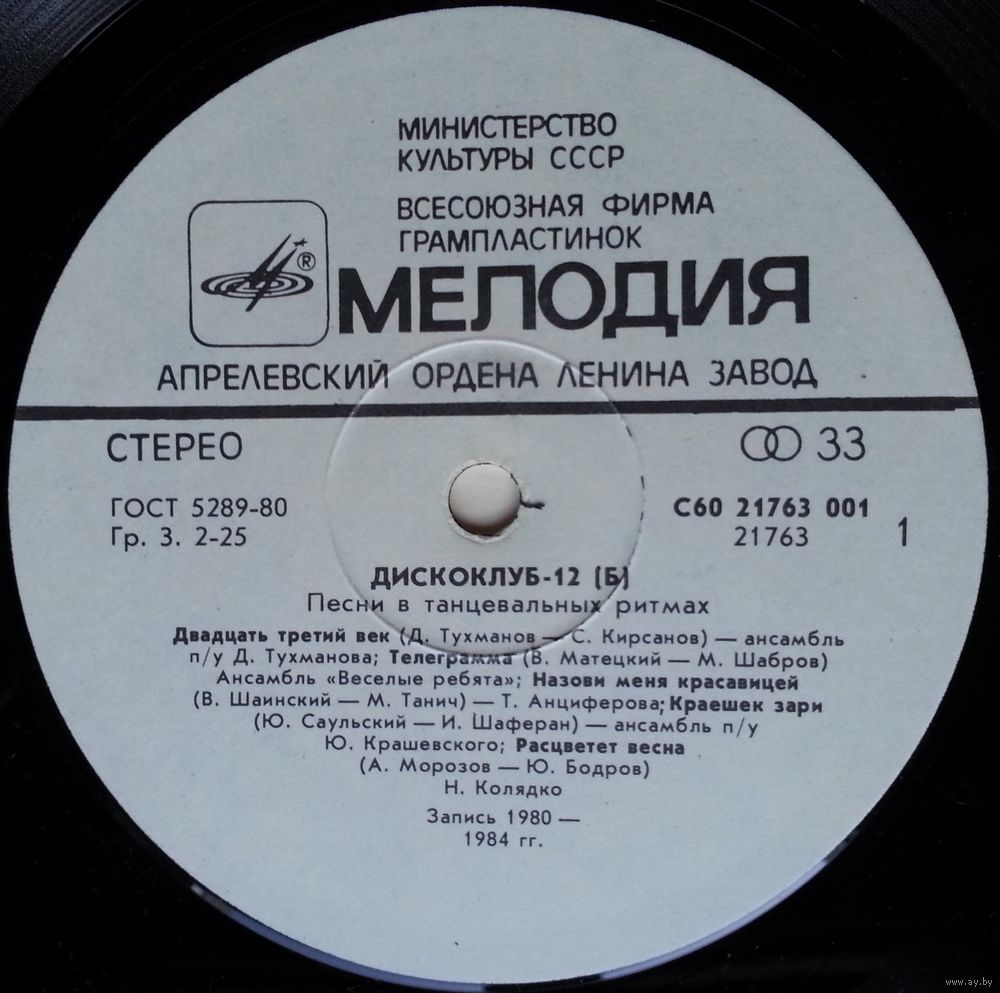 МИНИСТЕРСТВО
КУЛЬТУРЫ СССР
ВСЕСОЮЗНАЯ ФИРМА
ГРАМПЛАСТИНОК
®
МЕЛОДИЯ
АПРЕЛЕВСКИЙ ОРДЕНА ЛЕНИНА ЗАВОД
СТЕРЕО
33
ГОСТ 5289-80
Гр. 3. 2-25
С60 21763 001
21763
1
ДИСКОКЛУБ-12 (Б)
Песни в танцевальных ритмах
Двадцать третий век (Д. Тухманов — С. Кирсанов) — ансамбль
п/у Д. Тухманова; Телеграмма (В. Матецкий — М. Шабров)
Ансамбль «Веселые ребята»; Назови меня красавицей
(В. Шаинский — М. Танич) — Т. Анциферова; Краешек зари
(Ю. Саульский — И. Шаферан) — ансамбль п/у
Ю. Крашевского; Расцветет весна
(А. Морозов — Ю. Бодров)
Н. Колядко
Запись 1980 —
1984 гг.
www.ay.by